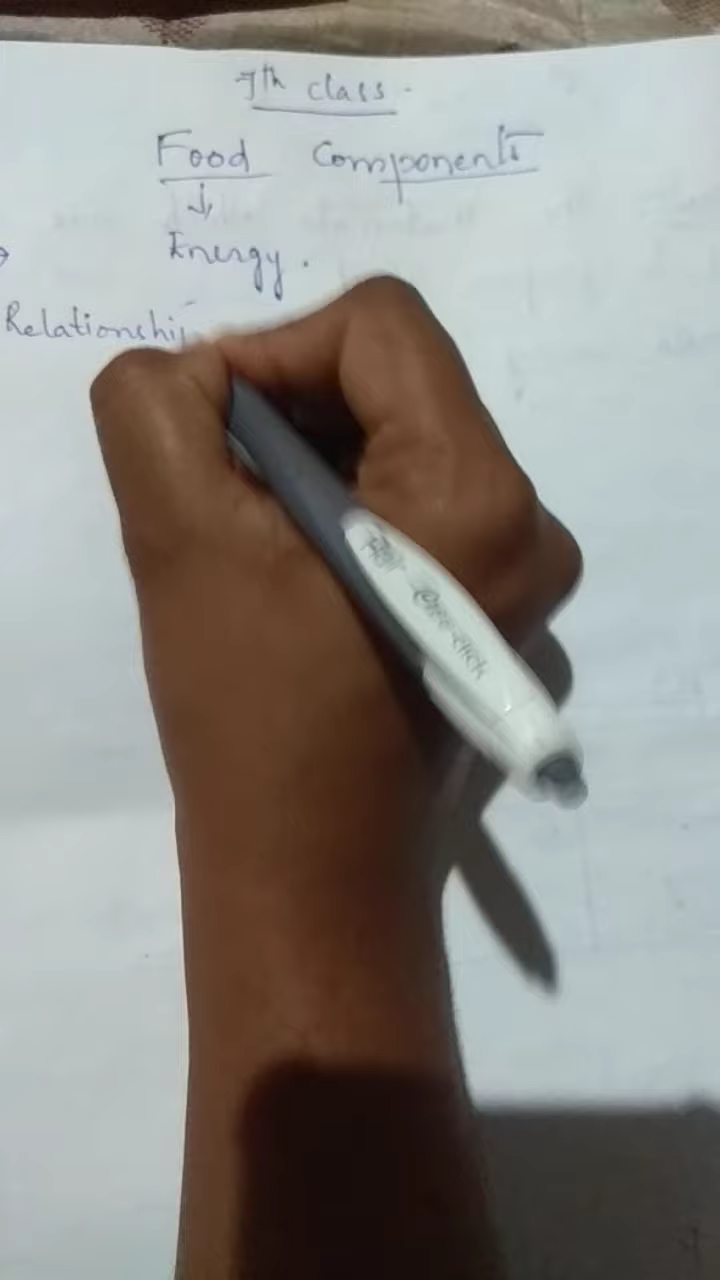 7th class.
Food Components
↓
Energy.
Relationshi